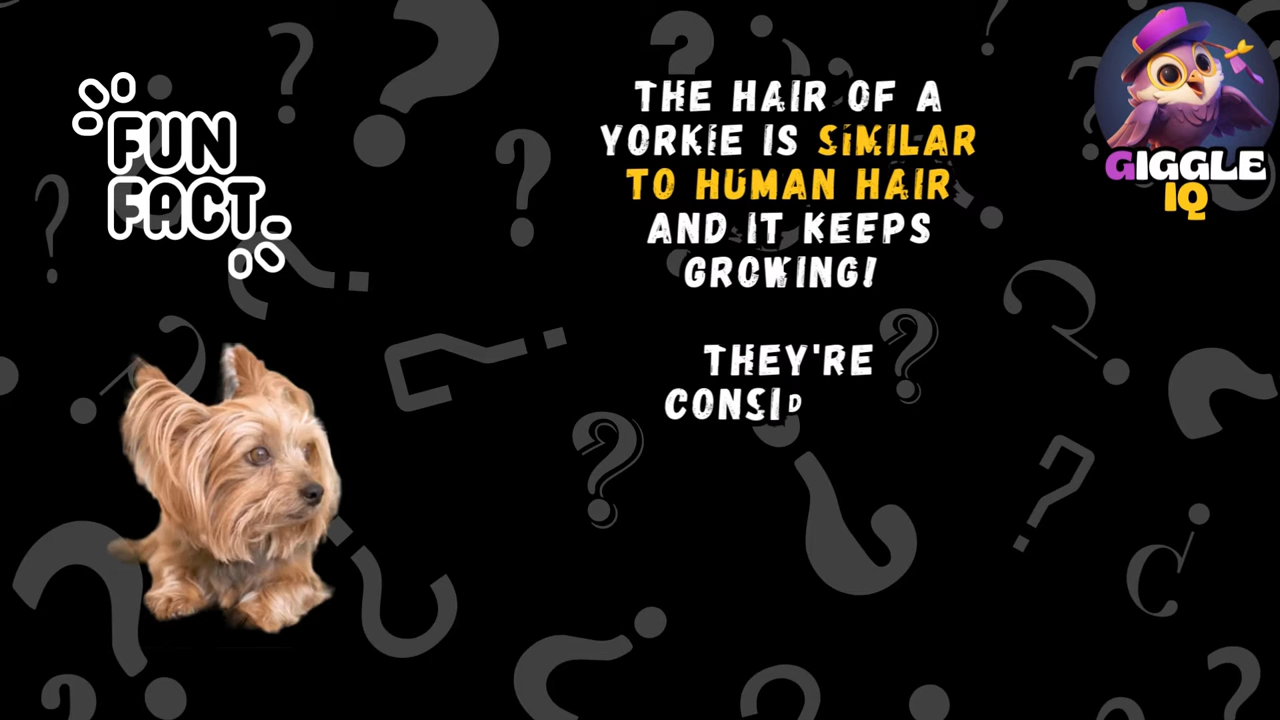 FUN
FACT
THE HAIR OF A
YORKIE IS SIMILAR
TO HUMAN HAIR
AND IT KEEPS
GROWING!
THEY'RE
CONSID
GIGGLE
IQ